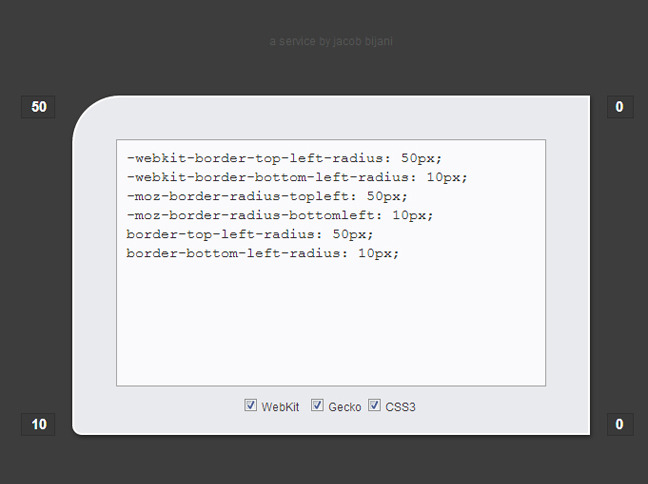 a service by jacob bijani
50
0
-webkit-border-top-left-radius: 50px;
-webkit-border-bottom-left-radius: 10px;
-moz-border-radius-topleft: 50px;
-moz-border-radius-bottomleft: 10px;
border-top-left-radius: 50px;
border-bottom-left-radius: 10px;
WebKit Gecko CSS3
10
0